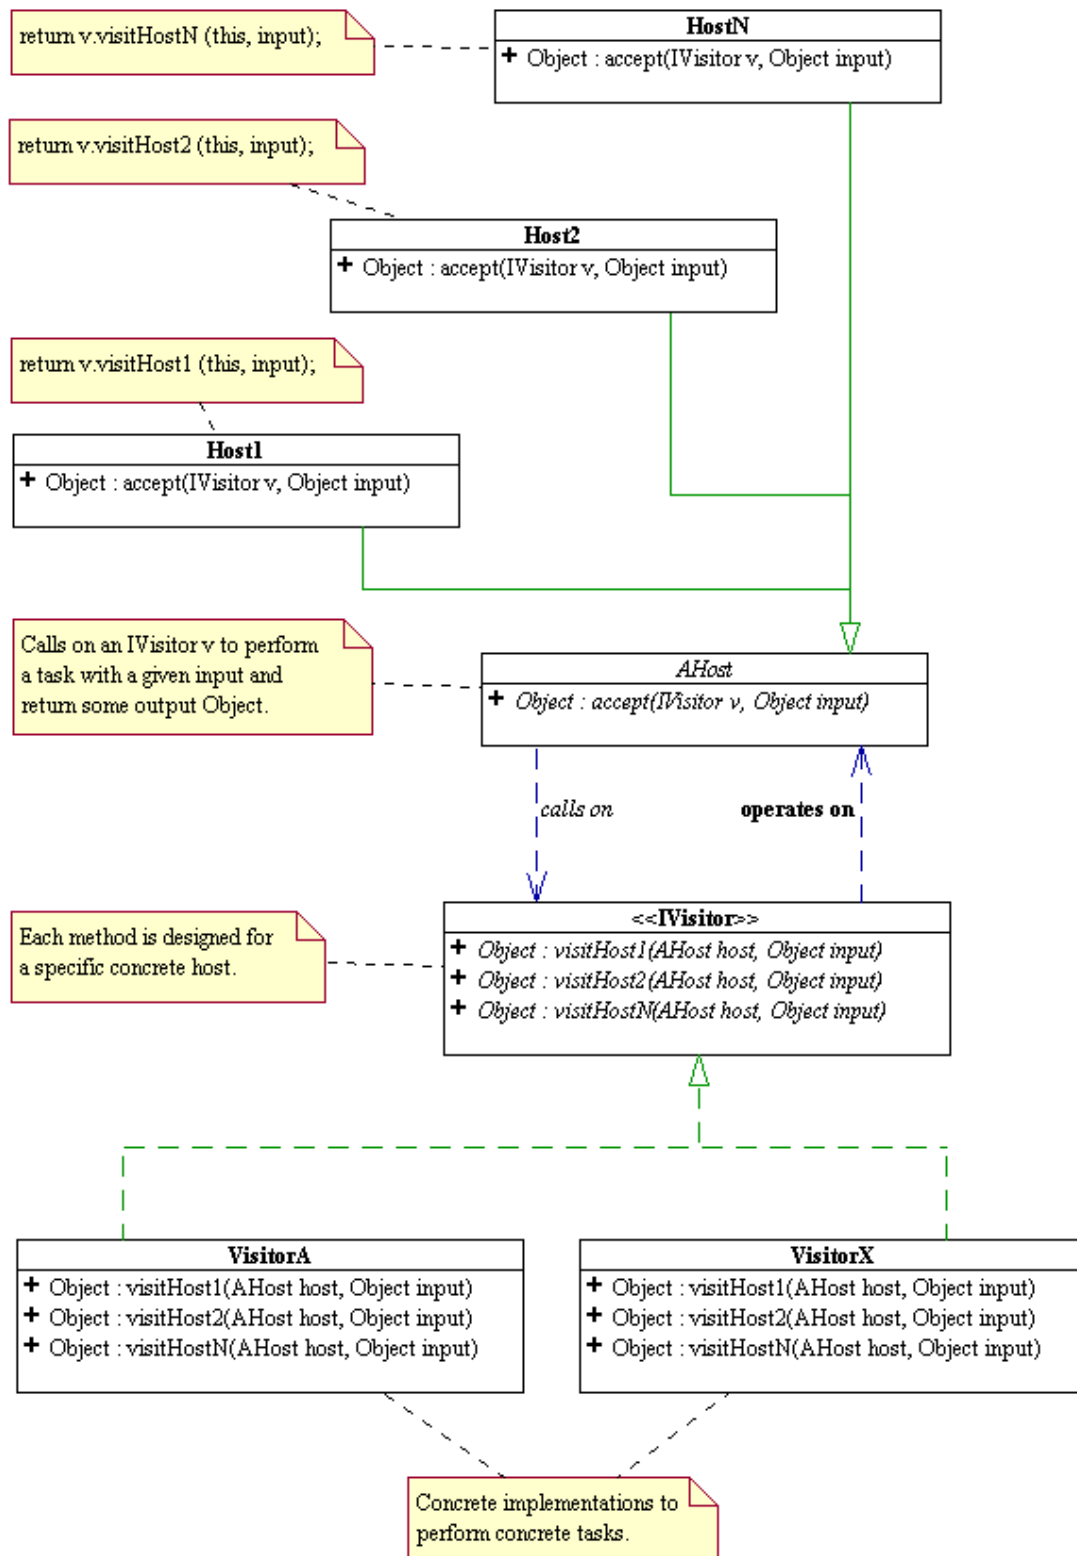 return v.visitHostN (this, input);
HostN
+ Object : accept(IVisitor v, Object input)
return v.visitHost2 (this, input);
Host2
+ Object : accept(IVisitor v, Object input)
return v.visitHost1 (this, input);
Host1
+ Object : accept(IVisitor v, Object input)
Calls on an IVisitor v to perform
a task with a given input and
return some output Object.
AHost
+ Object : accept(IVisitor v, Object input)
calls on
operates on
Each method is designed for
a specific concrete host.
<<IVisitor>>
+ Object : visitHost1(AHost host, Object input)
+ Object : visitHost2(AHost host, Object input)
+ Object : visitHostN(AHost host, Object input)
VisitorA
+ Object : visitHost1(AHost host, Object input)
+ Object : visitHost2(AHost host, Object input)
+ Object : visitHostN(AHost host, Object input)
VisitorX
+ Object : visitHost1(AHost host, Object input)
+ Object : visitHost2(AHost host, Object input)
+ Object : visitHostN(AHost host, Object input)
Concrete implementations to
perform concrete tasks.